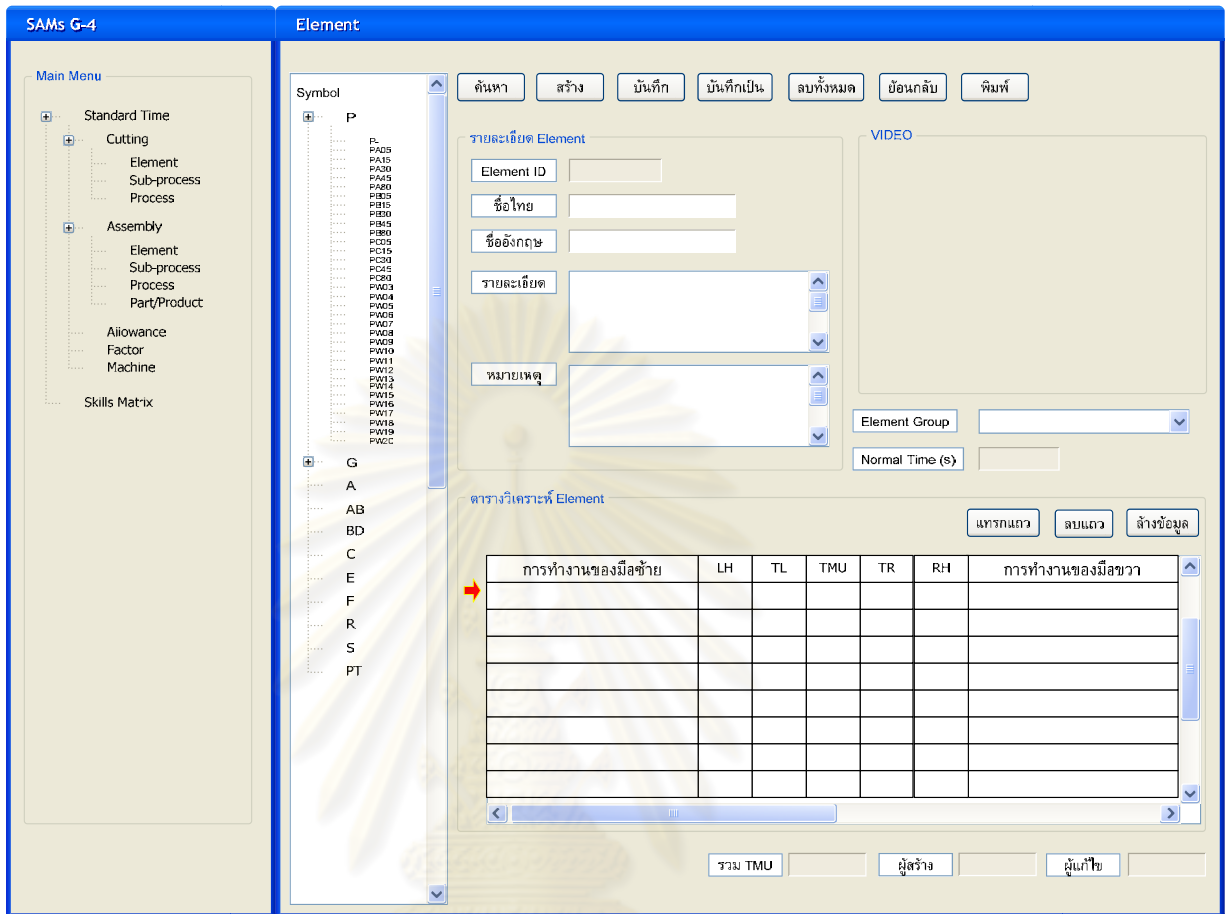 SAMs G-4
Element
Main Menu
Standard Time
Cutting
Element
Sub-process
Process
Assembly
Element
Sub-process
Process
Part/Product
Allowance
Factor
Machine
Skills Matrix
Symbol
P
P-
PA05
PA15
PA30
PA45
PA80
PB05
PB15
PB30
PB45
PB80
PC05
PC15
PC30
PC45
PC80
PW03
PW04
PW05
PW06
PW07
PW08
PW09
PW10
PW11
PW12
PW13
PW14
PW15
PW16
PW17
PW18
PW19
PW20
G
A
AB
BD
C
E
F
R
S
PT
ค้นหา สร้าง บันทึก บันทึกเป็น ลบทั้งหมด ย้อนกลับ พิมพ์
รายละเอียด Element
Element ID
ชื่อไทย
ชื่ออังกฤษ
รายละเอียด
หมายเหตุ
VIDEO
Element Group
Normal Time (s)
ตารางวิเคราะห์ Element
แทรกแถว ลบแถว ล้างข้อมูล
การทำงานของมือซ้าย LH TL TMU TR RH การทำงานของมือขวา
รวม TMU ผู้สร้าง ผู้แก้ไข